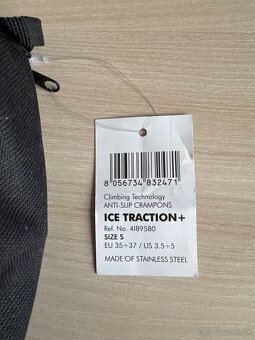 8 056734 832471
Climbing Technology
ANTI-SLIP CRAMPONS
ICE TRACTION+
Ref. No. 4I895B0
SIZE S
EU 35÷37 / US 3.5÷5
MADE OF STAINLESS STEEL